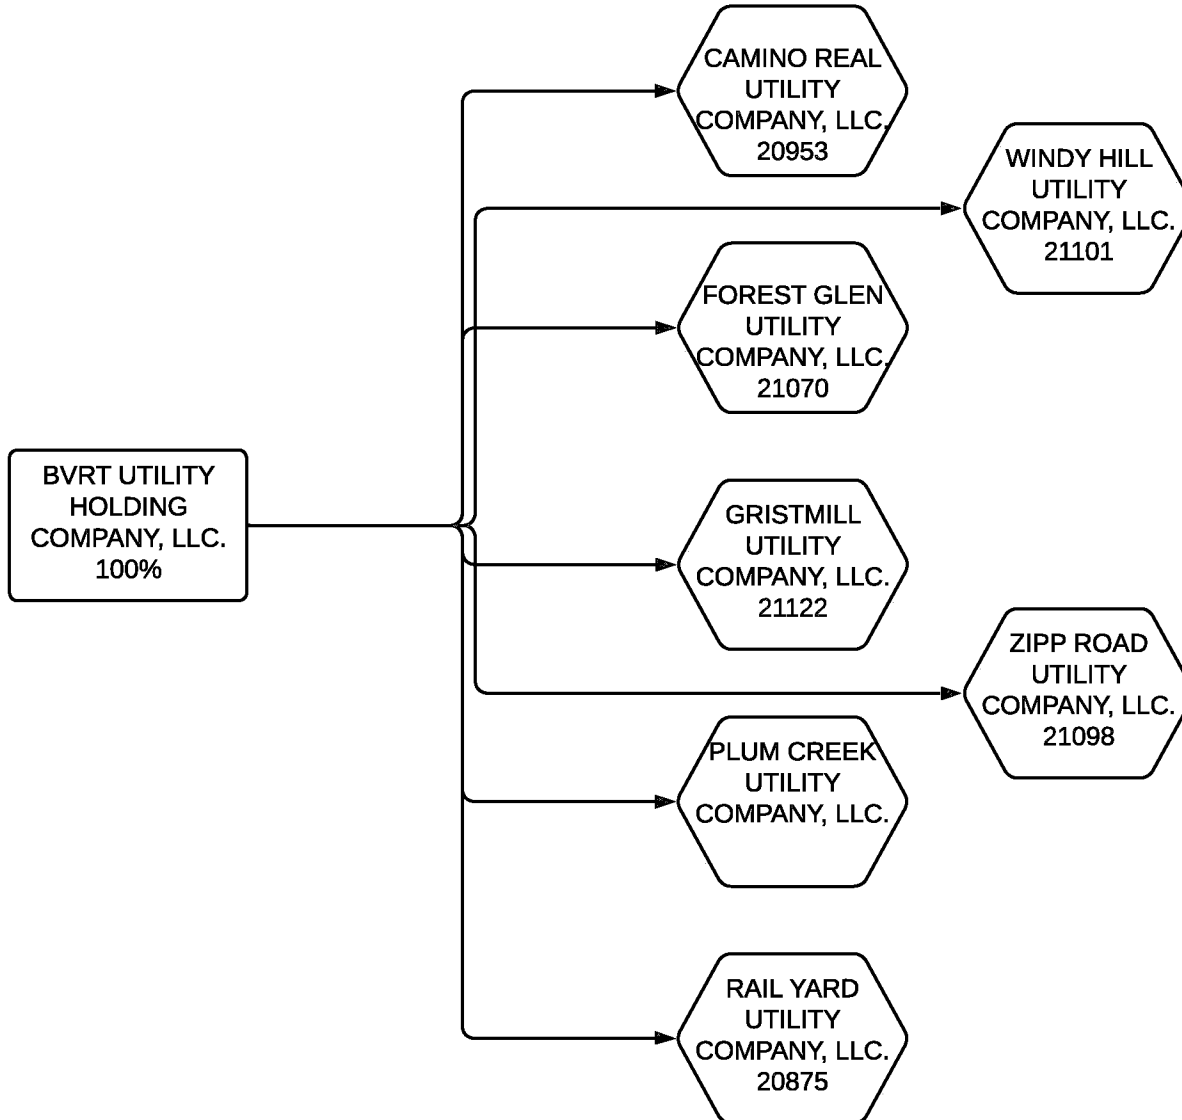 CAMINO REAL
UTILITY
COMPANY, LLC.
20953
WINDY HILL
UTILITY
COMPANY, LLC.
21101
FOREST GLEN
UTILITY
COMPANY, LLC.
21070
BVRT UTILITY
HOLDING
COMPANY, LLC.
100%
GRISTMILL
UTILITY
COMPANY, LLC.
21122
ZIPP ROAD
UTILITY
COMPANY, LLC.
21098
PLUM CREEK
UTILITY
COMPANY, LLC.
RAIL YARD
UTILITY
COMPANY, LLC.
20875